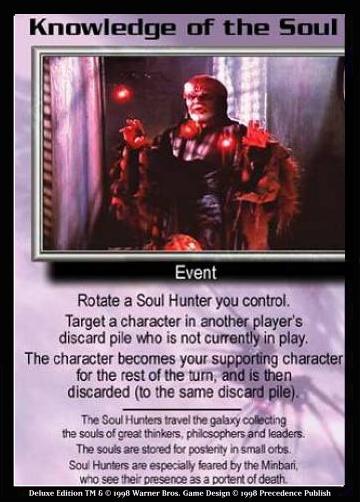 Knowledge of the Soul
Event
Rotate a Soul Hunter you control.
Target a character in another player's
discard pile who is not currently in play.
The character becomes your supporting character
for the rest of the turn, and is then
discarded (to the same discard pile).
The Soul Hunters travel the galaxy collecting
the souls of great thinkers, philosophers and leaders.
The souls are stored for posterity in small orbs.
Soul Hunters are especially feared by the Minbari,
who see their presence as a portent of death.
Deluxe Edition TM & © 1998 Warner Bros. Game Design © 1998 Precedence Publish